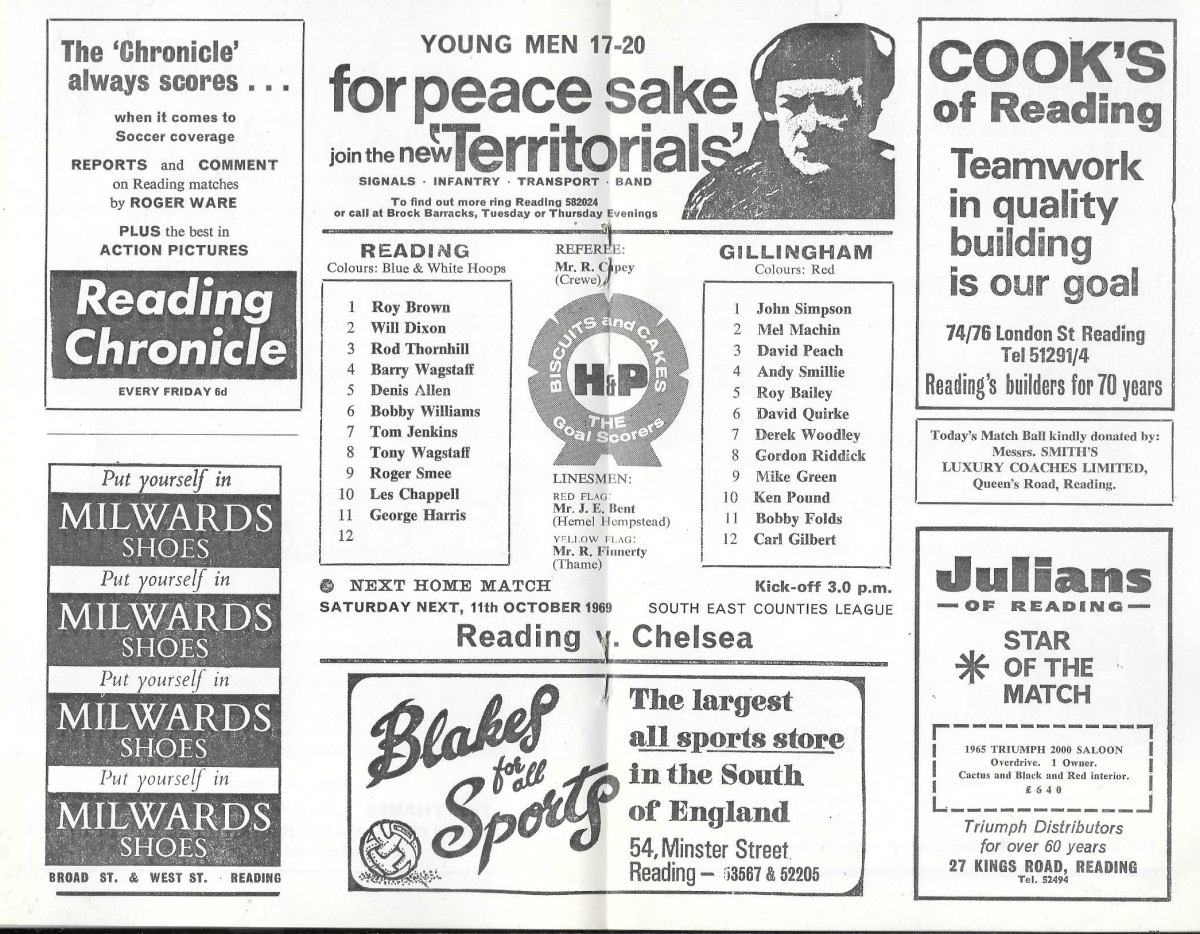 The 'Chronicle'
always scores . . .
when it comes to
Soccer coverage
REPORTS and COMMENT
on Reading matches
by ROGER WARE
PLUS the best in
ACTION PICTURES
Reading
Chronicle
EVERY FRIDAY 6d
Put yourself in
MILWARDS
SHOES
Put yourself in
MILWARDS
SHOES
Put yourself in
MILWARDS
SHOES
Put yourself in
MILWARDS
SHOES
BROAD ST. & WEST ST. · READING
YOUNG MEN 17-20
for peace sake
join the new 'Territorials'
SIGNALS · INFANTRY · TRANSPORT · BAND
To find out more ring Reading 582024
or call at Brock Barracks, Tuesday or Thursday Evenings
READING
Colours: Blue & White Hoops
1 Roy Brown
2 Will Dixon
3 Rod Thornhill
4 Barry Wagstaff
5 Denis Allen
6 Bobby Williams
7 Tom Jenkins
8 Tony Wagstaff
9 Roger Smee
10 Les Chappell
11 George Harris
12
REFEREE:
Mr. R. Capey
(Crewe)
BISCUITS and CAKES
H&P
THE
Goal Scorers
LINESMEN:
RED FLAG:
Mr. J. E. Bent
(Hemel Hempstead)
YELLOW FLAG:
Mr. R. Finnerty
(Thame)
GILLINGHAM
Colours: Red
1 John Simpson
2 Mel Machin
3 David Peach
4 Andy Smillie
5 Roy Bailey
6 David Quirke
7 Derek Woodley
8 Gordon Riddick
9 Mike Green
10 Ken Pound
11 Bobby Folds
12 Carl Gilbert
NEXT HOME MATCH Kick-off 3.0 p.m.
SATURDAY NEXT, 11th OCTOBER 1969 SOUTH EAST COUNTIES LEAGUE
Reading v. Chelsea
Blakes
for
all
Sports
The largest
all sports store
in the South
of England
54, Minster Street
Reading — 53567 & 52205
COOK'S
of Reading
Teamwork
in quality
building
is our goal
74/76 London St Reading
Tel 51291/4
Reading's builders for 70 years
Today's Match Ball kindly donated by:
Messrs. SMITH'S
LUXURY COACHES LIMITED,
Queen's Road, Reading.
Julians
— OF READING —
STAR
OF THE
MATCH
1965 TRIUMPH 2000 SALOON
Overdrive. 1 Owner.
Cactus and Black and Red interior.
£640
Triumph Distributors
for over 60 years
27 KINGS ROAD, READING
Tel. 52494